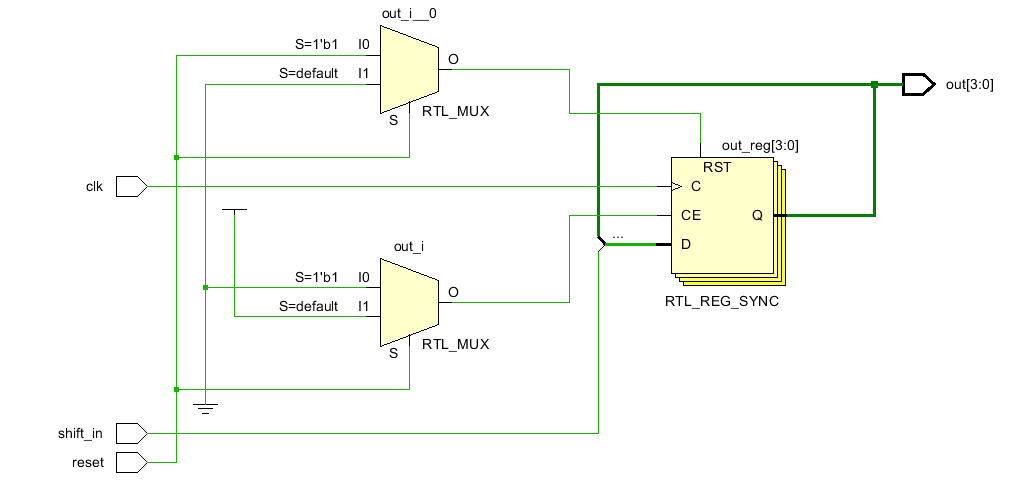 out_i__0
S=1'b1 I0
S=default I1
O
S
RTL_MUX
out[3:0]
out_reg[3:0]
RST
clk
C
CE
Q
...
D
RTL_REG_SYNC
out_i
S=1'b1 I0
S=default I1
O
S
RTL_MUX
shift_in
reset